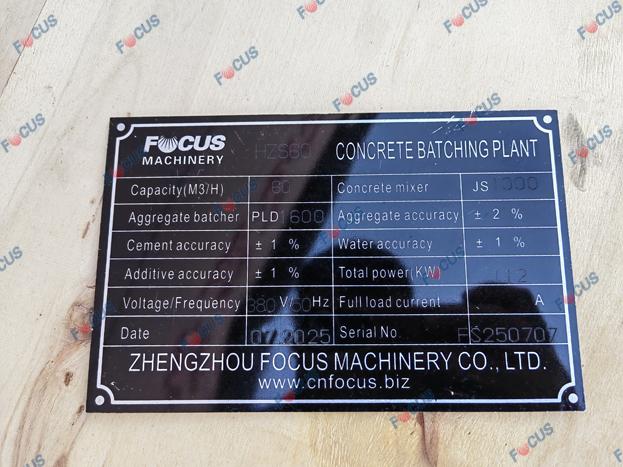 FOCUS
MACHINERY
HZS60 CONCRETE BATCHING PLANT
Capacity(M3/H) 60 Concrete mixer JS1000
Aggregate batcher PLD1600 Aggregate accuracy ± 2 %
Cement accuracy ± 1 % Water accuracy ± 1 %
Additive accuracy ± 1 % Total power(KW) 112
Voltage/Frequency 380V/50Hz Full load current A
Date 07/2025 Serial No. FS250707
ZHENGZHOU FOCUS MACHINERY CO., LTD.
www.cnfocus.biz